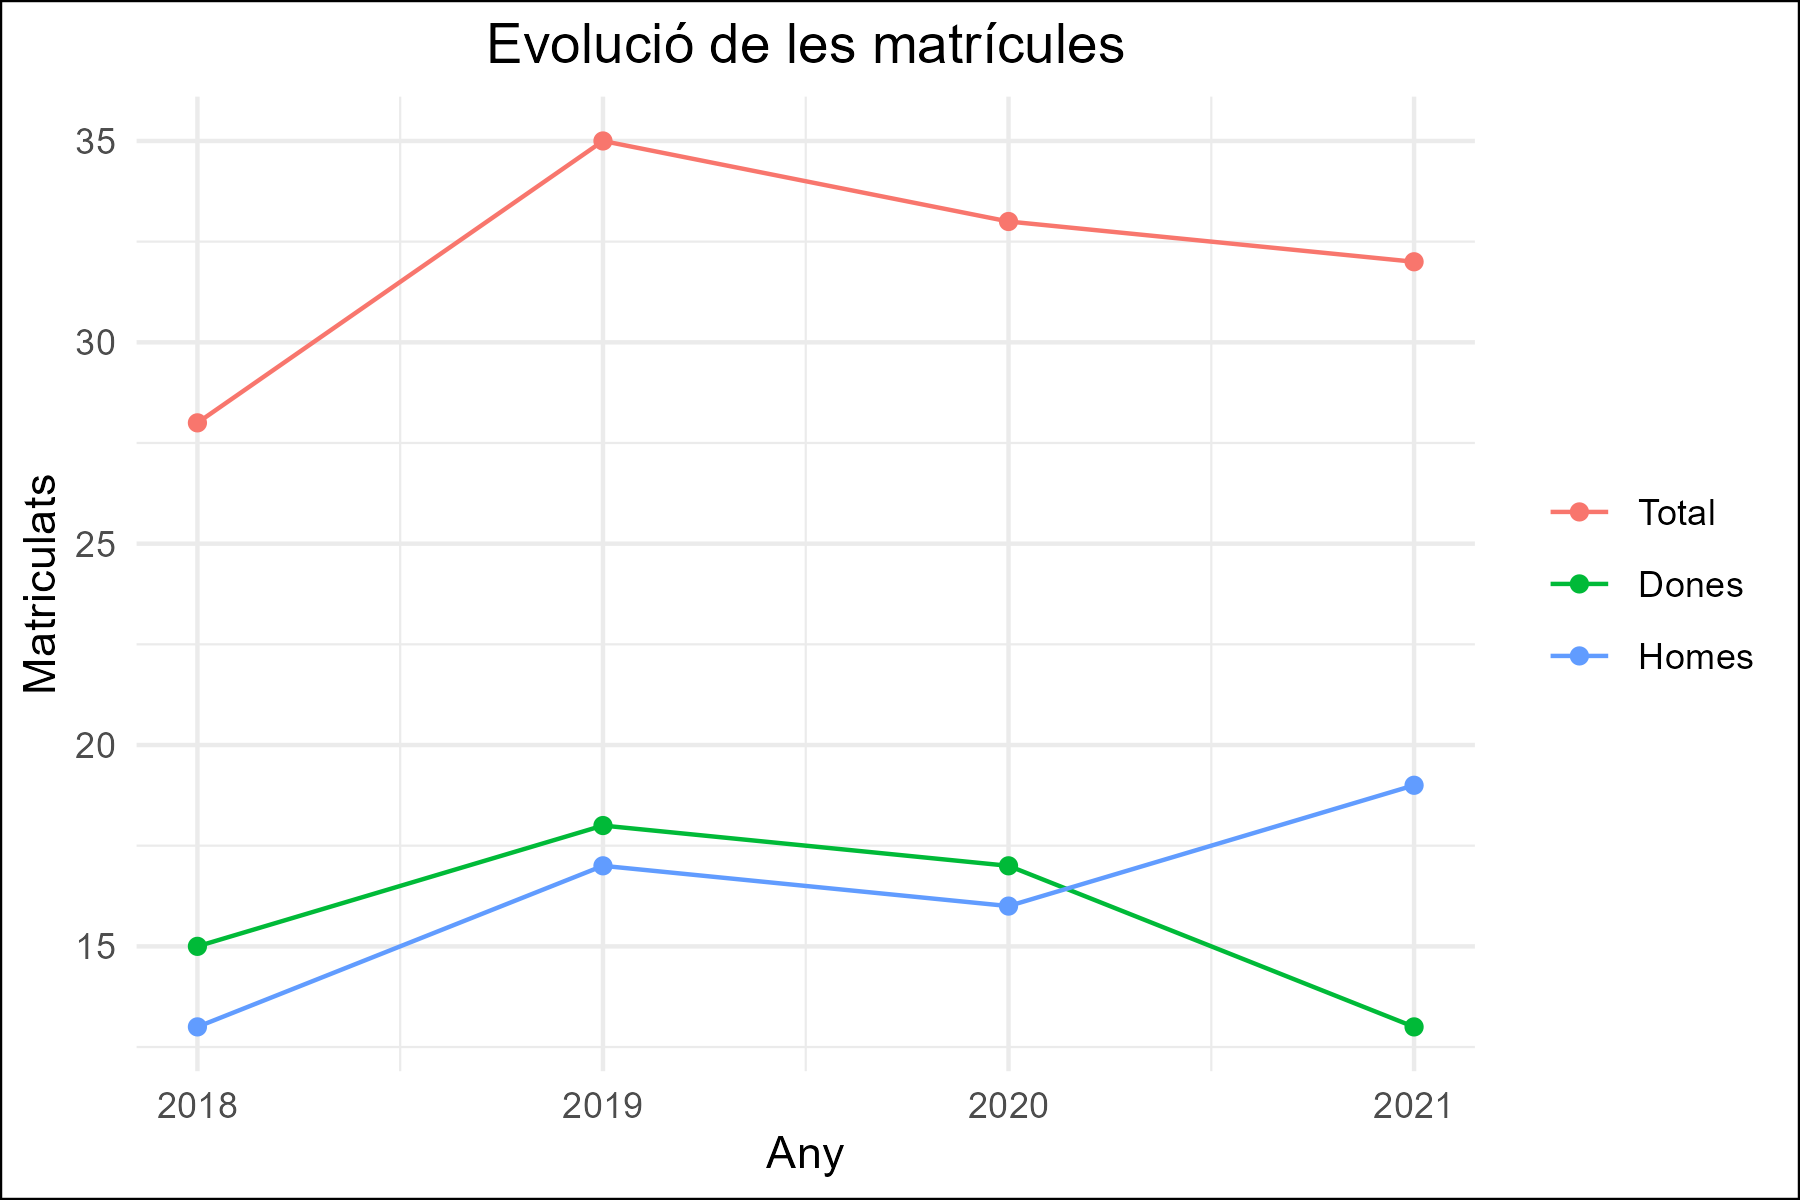 Evolució de les matrícules
35
30
25
20
15
Matriculats
2018 2019 2020 2021
Any
Total
Dones
Homes